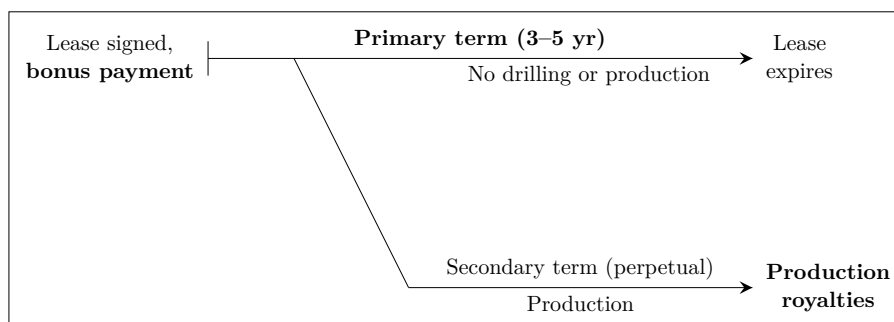 Lease signed,
bonus payment
Primary term (3–5 yr)
No drilling or production
Lease
expires
Secondary term (perpetual)
Production
Production
royalties